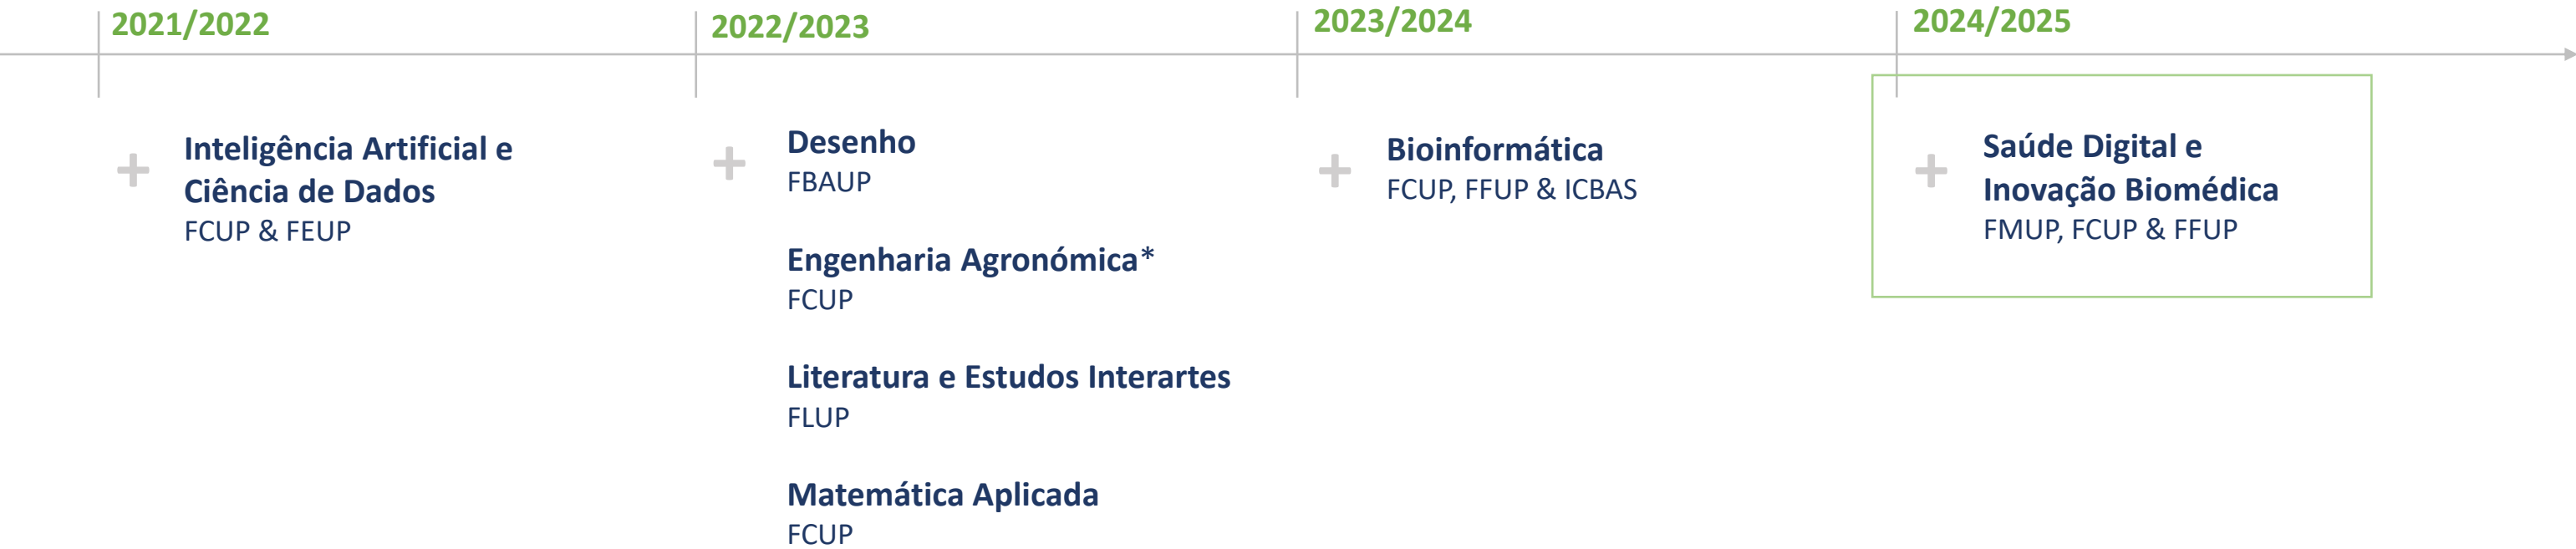 2021/2022
Inteligência Artificial e
Ciência de Dados
FCUP & FEUP
2022/2023
Desenho
FBAUP
Engenharia Agronómica*
FCUP
Literatura e Estudos Interartes
FLUP
Matemática Aplicada
FCUP
2023/2024
Bioinformática
FCUP, FFUP & ICBAS
2024/2025
Saúde Digital e
Inovação Biomédica
FMUP, FCUP & FFUP